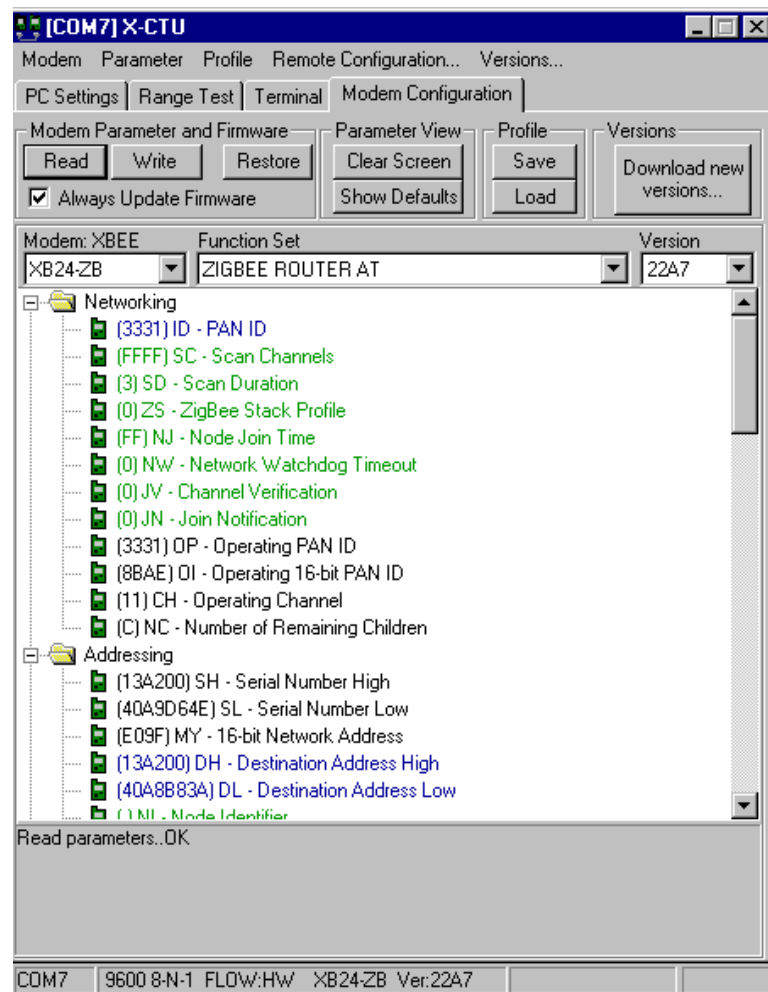 [COM7] X-CTU
Modem Parameter Profile Remote Configuration... Versions...
PC Settings Range Test Terminal Modem Configuration
Modem Parameter and Firmware Parameter View Profile Versions
Read Write Restore Clear Screen Save Download new versions...
Always Update Firmware Show Defaults Load
Modem: XBEE Function Set Version
XB24-ZB ZIGBEE ROUTER AT 22A7
Networking
(3331) ID - PAN ID
(FFFF) SC - Scan Channels
(3) SD - Scan Duration
(0) ZS - ZigBee Stack Profile
(FF) NJ - Node Join Time
(0) NW - Network Watchdog Timeout
(0) JV - Channel Verification
(0) JN - Join Notification
(3331) OP - Operating PAN ID
(8BAE) OI - Operating 16-bit PAN ID
(11) CH - Operating Channel
(C) NC - Number of Remaining Children
Addressing
(13A200) SH - Serial Number High
(40A9D64E) SL - Serial Number Low
(E09F) MY - 16-bit Network Address
(13A200) DH - Destination Address High
(40A8B83A) DL - Destination Address Low
( ) NI - Node Identifier
Read parameters..OK
COM7 9600 8-N-1 FLOW:HW XB24-ZB Ver:22A7